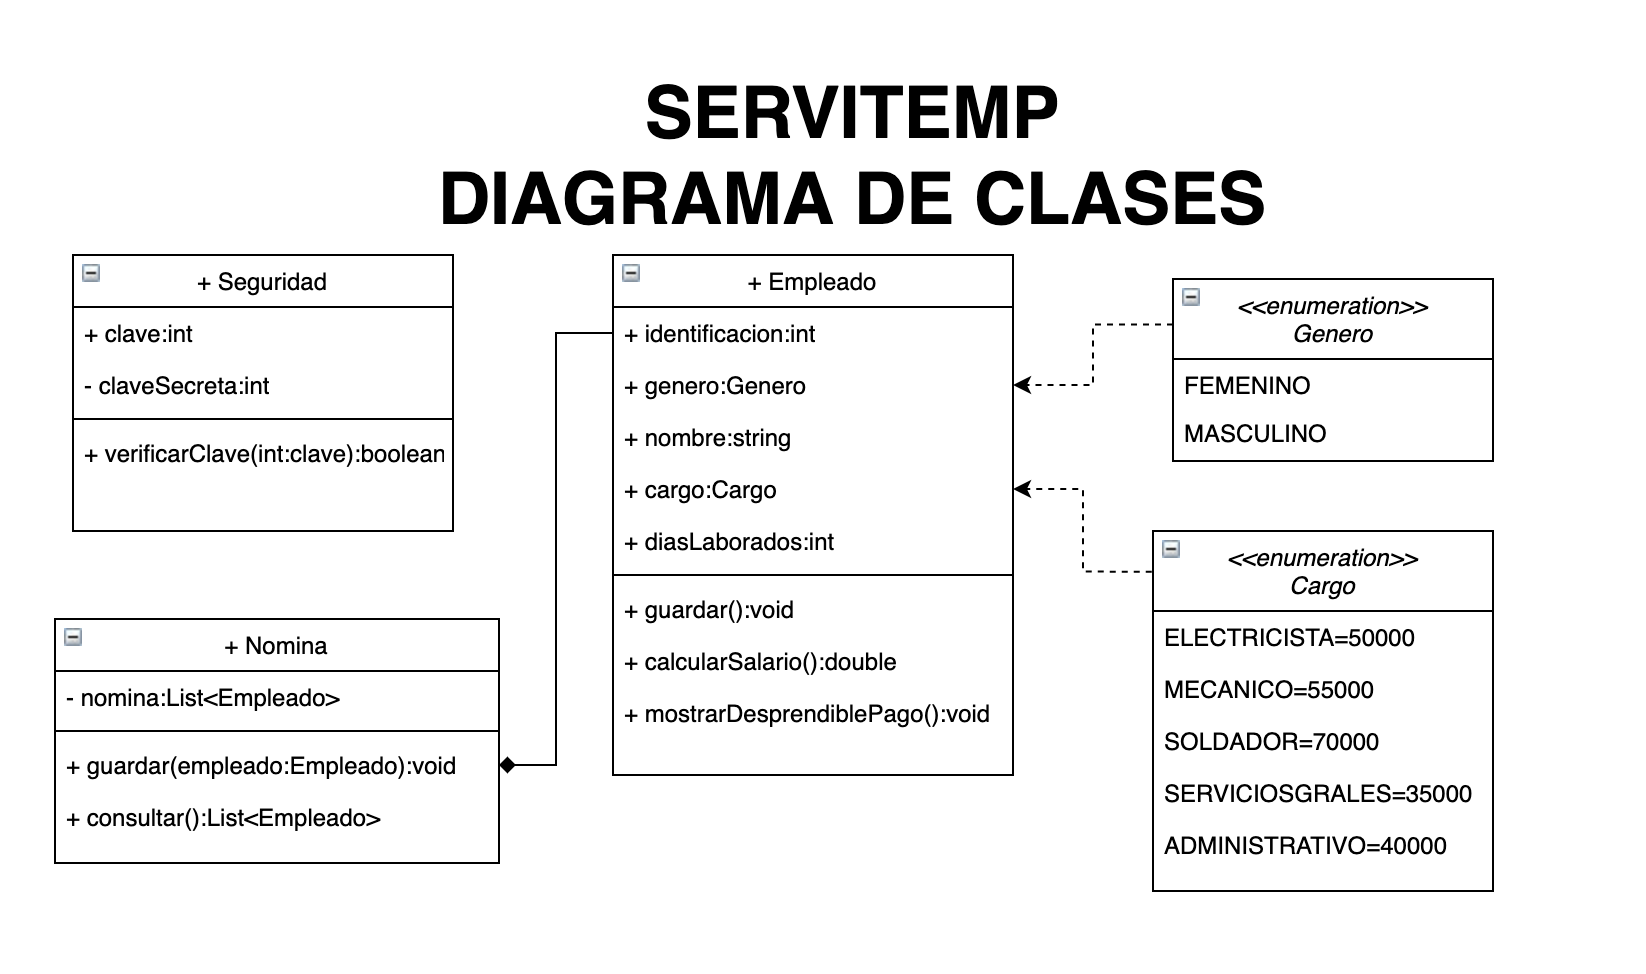 SERVITEMP
DIAGRAMA DE CLASES
+ Seguridad
+ clave:int
- claveSecreta:int
+ verificarClave(int:clave):boolean
+ Nomina
- nomina:List<Empleado>
+ guardar(empleado:Empleado):void
+ consultar():List<Empleado>
+ Empleado
+ identificacion:int
+ genero:Genero
+ nombre:string
+ cargo:Cargo
+ diasLaborados:int
+ guardar():void
+ calcularSalario():double
+ mostrarDesprendiblePago():void
<<enumeration>>
Genero
FEMENINO
MASCULINO
<<enumeration>>
Cargo
ELECTRICISTA=50000
MECANICO=55000
SOLDADOR=70000
SERVICIOSGRALES=35000
ADMINISTRATIVO=40000